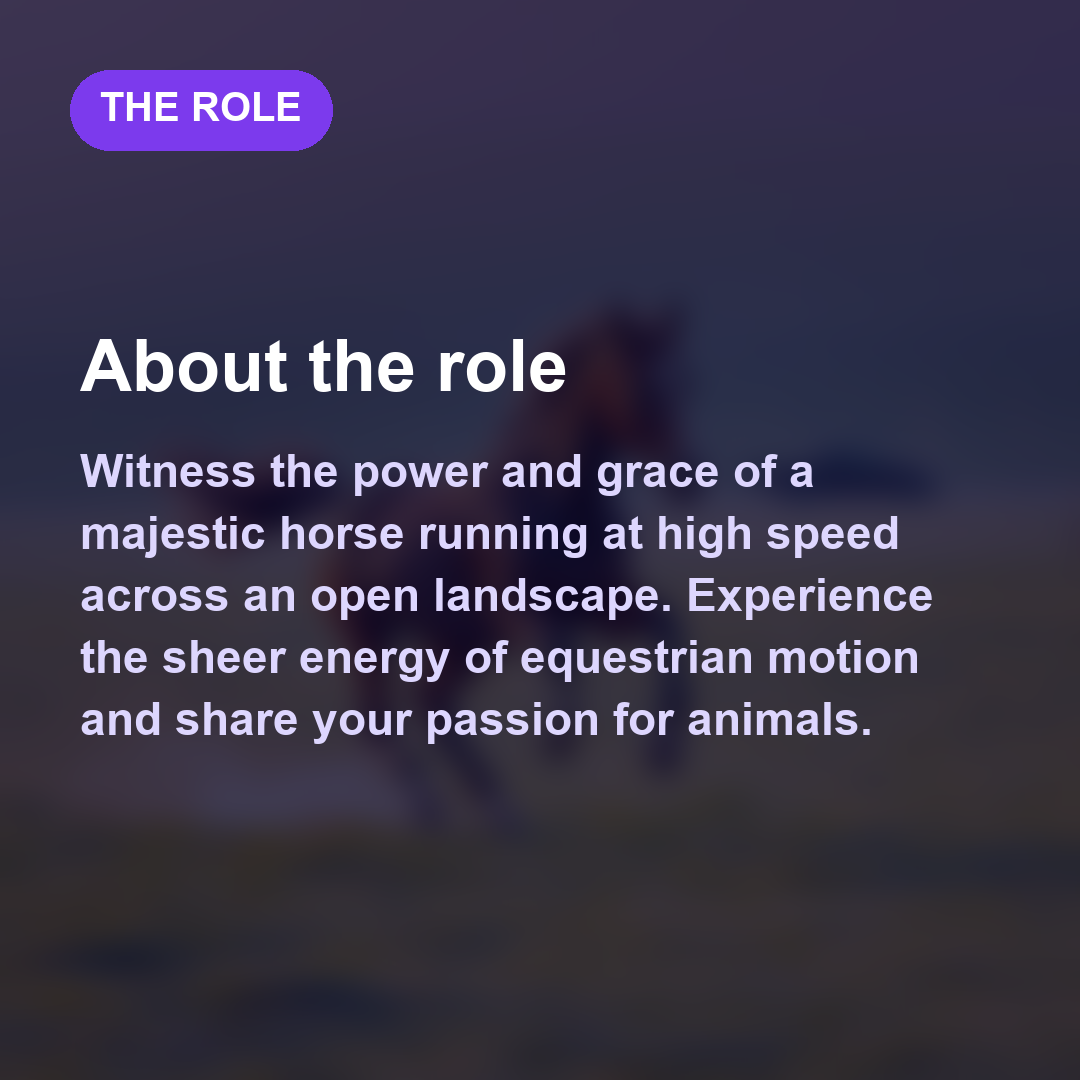 THE ROLE
About the role
Witness the power and grace of a
majestic horse running at high speed
across an open landscape. Experience
the sheer energy of equestrian motion
and share your passion for animals.